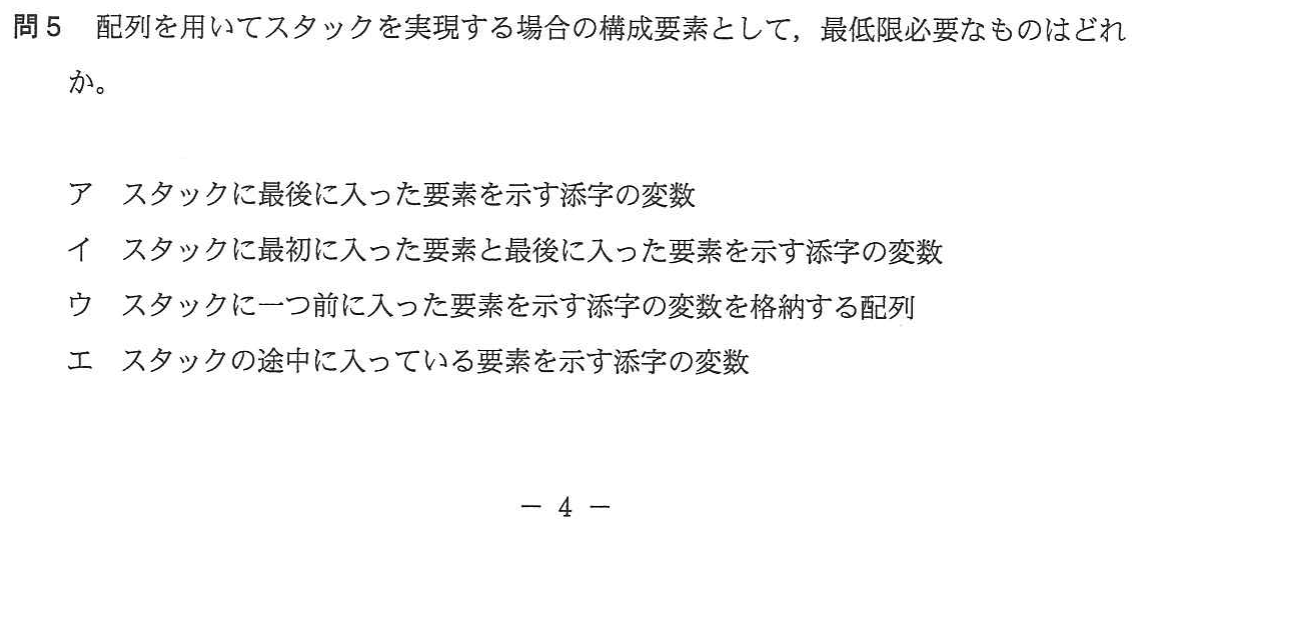 問5 配列を用いてスタックを実現する場合の構成要素として，最低限必要なものはどれ
か。
ア スタックに最後に入った要素を示す添字の変数
イ スタックに最初に入った要素と最後に入った要素を示す添字の変数
ウ スタックに一つ前に入った要素を示す添字の変数を格納する配列
エ スタックの途中に入っている要素を示す添字の変数
－ 4 －